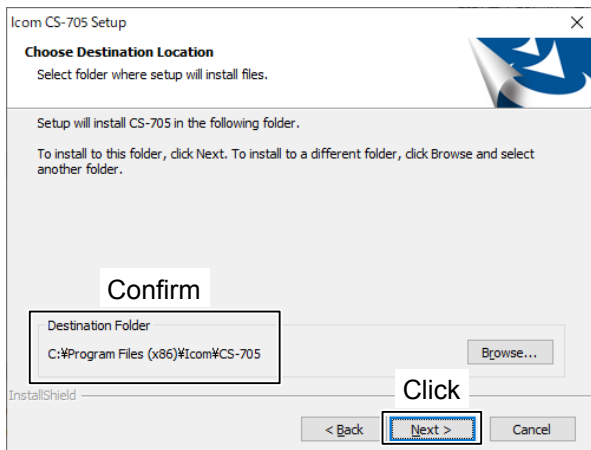 Icom CS-705 Setup
Choose Destination Location
Select folder where setup will install files.
Setup will install CS-705 in the following folder.
To install to this folder, click Next. To install to a different folder, click Browse and select
another folder.
Confirm
Destination Folder
C:¥Program Files (x86)¥Icom¥CS-705
Browse...
Click
InstallShield
< Back
Next >
Cancel